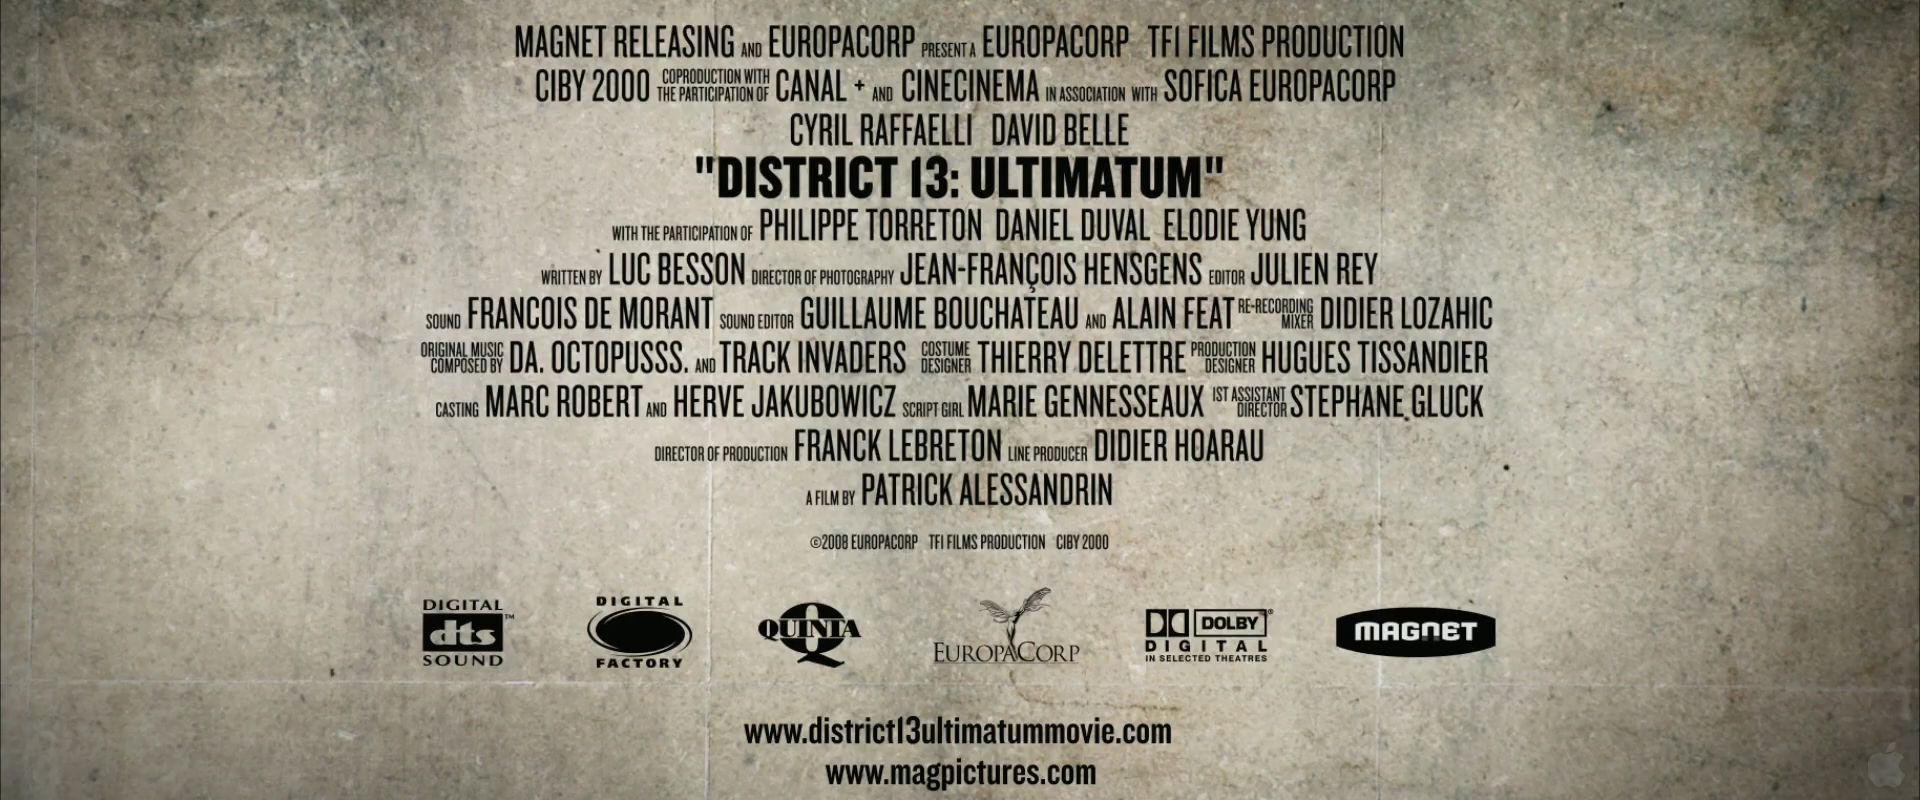 MAGNET RELEASING AND EUROPACORP PRESENT A EUROPACORP TF1 FILMS PRODUCTION
CIBY 2000 COPRODUCTION WITH THE PARTICIPATION OF CANAL + AND CINECINEMA IN ASSOCIATION WITH SOFICA EUROPACORP
CYRIL RAFFAELLI DAVID BELLE
"DISTRICT 13: ULTIMATUM"
WITH THE PARTICIPATION OF PHILIPPE TORRETON DANIEL DUVAL ELODIE YUNG
WRITTEN BY LUC BESSON DIRECTOR OF PHOTOGRAPHY JEAN-FRANÇOIS HENSGENS EDITOR JULIEN REY
SOUND FRANCOIS DE MORANT SOUND EDITOR GUILLAUME BOUCHATEAU AND ALAIN FEAT RE-RECORDING MIXER DIDIER LOZAHIC
ORIGINAL MUSIC COMPOSED BY DA. OCTOPUSSS. AND TRACK INVADERS COSTUME DESIGNER THIERRY DELETTRE PRODUCTION DESIGNER HUGUES TISSANDIER
CASTING MARC ROBERT AND HERVE JAKUBOWICZ SCRIPT GIRL MARIE GENNESSEAUX 1ST ASSISTANT DIRECTOR STEPHANE GLUCK
DIRECTOR OF PRODUCTION FRANCK LEBRETON LINE PRODUCER DIDIER HOARAU
A FILM BY PATRICK ALESSANDRIN
©2008 EUROPACORP TF1 FILMS PRODUCTION CIBY 2000
DIGITAL dts SOUND ™
DIGITAL FACTORY
QUINTA
EUROPACORP
DOLBY® DIGITAL IN SELECTED THEATRES
MAGNET
www.district13ultimatummovie.com
www.magpictures.com